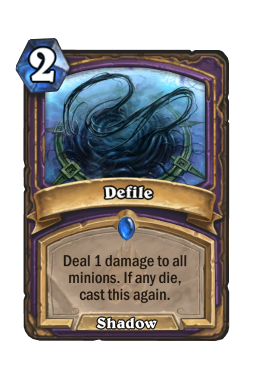 2
Defile
Deal 1 damage to all
minions. If any die,
cast this again.
Shadow